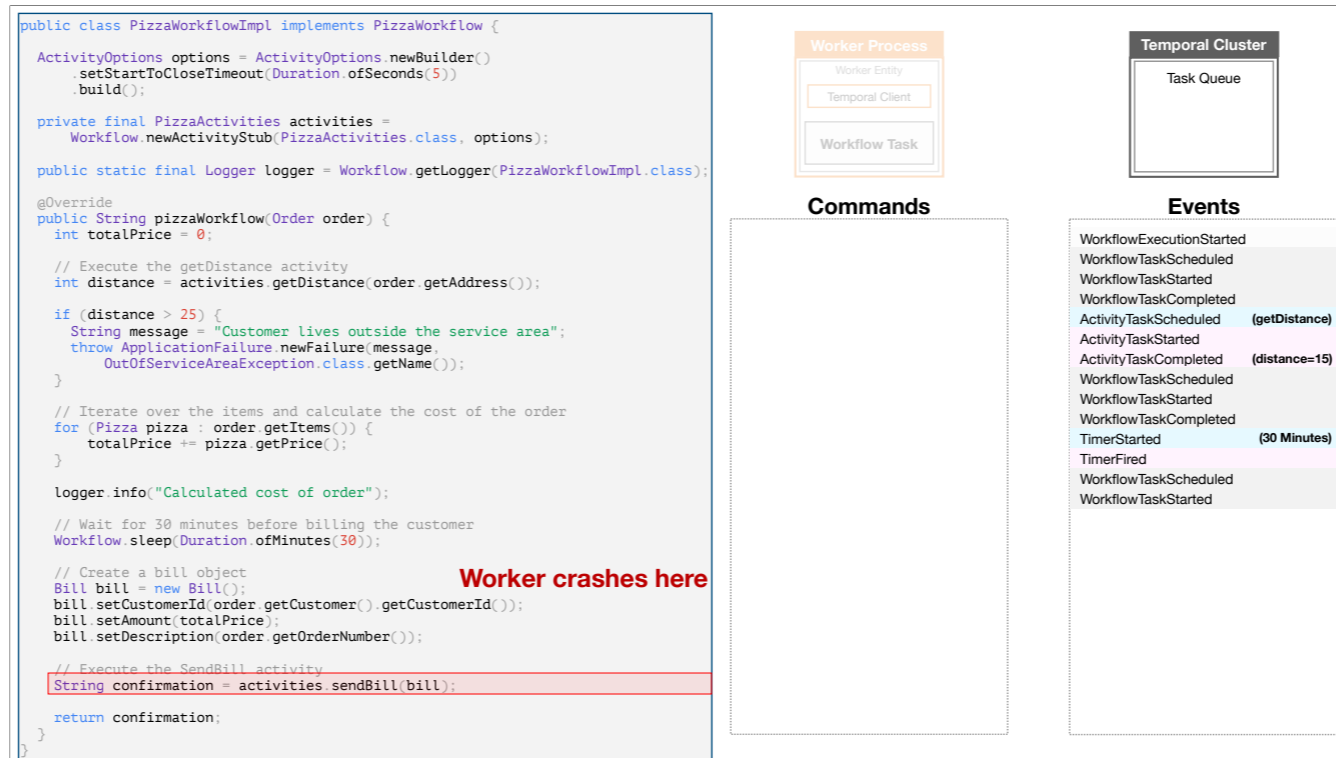 public class PizzaWorkflowImpl implements PizzaWorkflow {
ActivityOptions options = ActivityOptions.newBuilder()
.setStartToCloseTimeout(Duration.ofSeconds(5))
.build();
private final PizzaActivities activities =
Workflow.newActivityStub(PizzaActivities.class, options);
public static final Logger logger = Workflow.getLogger(PizzaWorkflowImpl.class);
@Override
public String pizzaWorkflow(Order order) {
int totalPrice = 0;
// Execute the getDistance activity
int distance = activities.getDistance(order.getAddress());
if (distance > 25) {
String message = "Customer lives outside the service area";
throw ApplicationFailure.newFailure(message,
OutOfServiceAreaException.class.getName());
}
// Iterate over the items and calculate the cost of the order
for (Pizza pizza : order.getItems()) {
totalPrice += pizza.getPrice();
}
logger.info("Calculated cost of order");
// Wait for 30 minutes before billing the customer
Workflow.sleep(Duration.ofMinutes(30));
// Create a bill object
Bill bill = new Bill();
bill.setCustomerId(order.getCustomer().getCustomerId());
bill.setAmount(totalPrice);
bill.setDescription(order.getOrderNumber());
// Execute the SendBill activity
String confirmation = activities.sendBill(bill);
return confirmation;
}
}
Worker crashes here
Worker Process
Worker Entity
Temporal Client
Workflow Task
Temporal Cluster
Task Queue
Commands
Events
WorkflowExecutionStarted
WorkflowTaskScheduled
WorkflowTaskStarted
WorkflowTaskCompleted
ActivityTaskScheduled (getDistance)
ActivityTaskStarted
ActivityTaskCompleted (distance=15)
WorkflowTaskScheduled
WorkflowTaskStarted
WorkflowTaskCompleted
TimerStarted (30 Minutes)
TimerFired
WorkflowTaskScheduled
WorkflowTaskStarted